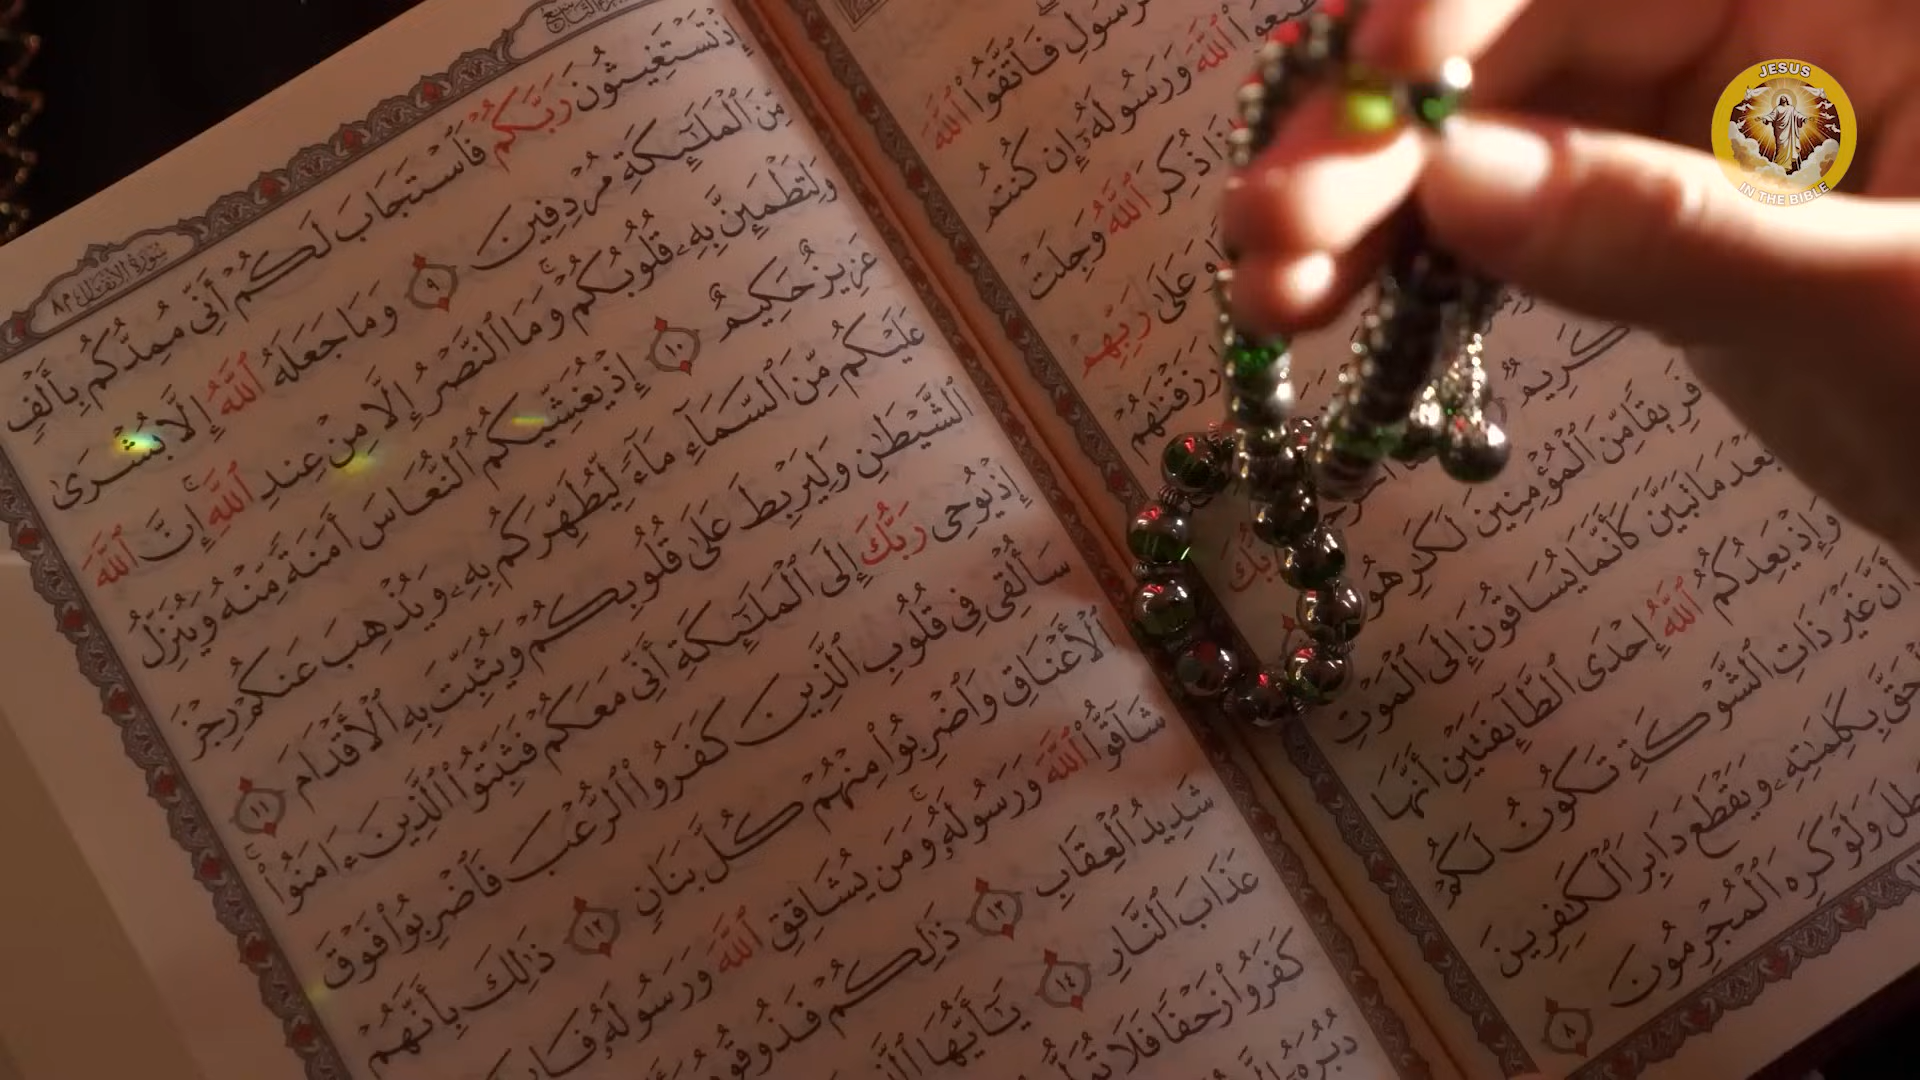 JESUS
IN THE BIBLE
فَٱتَّقُوا۟ ٱللَّهَ
ٱللَّهَ وَرَسُولَهُۥٓ إِن كُنتُم
ذُكِرَ ٱللَّهُ وَجِلَتْ
وَعَلَىٰ رَبِّهِمْ
رَزَقْنَٰهُمْ
كَرِيمٌ
فَرِيقًا مِّنَ ٱلْمُؤْمِنِينَ لَكَٰرِهُونَ
بَعْدَ مَا تَبَيَّنَ كَأَنَّمَا يُسَاقُونَ إِلَى ٱلْمَوْتِ
وَإِذْ يَعِدُكُمُ ٱللَّهُ إِحْدَى ٱلطَّآئِفَتَيْنِ أَنَّهَا
أَنَّ غَيْرَ ذَاتِ ٱلشَّوْكَةِ تَكُونُ لَكُمْ
بِكَلِمَٰتِهِۦ وَيَقْطَعَ دَابِرَ ٱلْكَٰفِرِينَ
وَلَوْ كَرِهَ ٱلْمُجْرِمُونَ ٨
سُورَةُ الأَنفَالِ ٨
إِذْ تَسْتَغِيثُونَ رَبَّكُمْ فَٱسْتَجَابَ لَكُمْ أَنِّى مُمِدُّكُم بِأَلْفٍ
مِّنَ ٱلْمَلَٰٓئِكَةِ مُرْدِفِينَ ٩ وَمَا جَعَلَهُ ٱللَّهُ إِلَّا بُشْرَىٰ
وَلِتَطْمَئِنَّ بِهِۦ قُلُوبُكُمْ ۚ وَمَا ٱلنَّصْرُ إِلَّا مِنْ عِندِ ٱللَّهِ ۚ إِنَّ ٱللَّهَ
عَزِيزٌ حَكِيمٌ ١٠ إِذْ يُغَشِّيكُمُ ٱلنُّعَاسَ أَمَنَةً مِّنْهُ وَيُنَزِّلُ
عَلَيْكُم مِّنَ ٱلسَّمَآءِ مَآءً لِّيُطَهِّرَكُم بِهِۦ وَيُذْهِبَ عَنكُمْ رِجْزَ
ٱلشَّيْطَٰنِ وَلِيَرْبِطَ عَلَىٰ قُلُوبِكُمْ وَيُثَبِّتَ بِهِ ٱلْأَقْدَامَ ١١
إِذْ يُوحِى رَبُّكَ إِلَى ٱلْمَلَٰٓئِكَةِ أَنِّى مَعَكُمْ فَثَبِّتُوا۟ ٱلَّذِينَ ءَامَنُوا۟ ۚ
سَأُلْقِى فِى قُلُوبِ ٱلَّذِينَ كَفَرُوا۟ ٱلرُّعْبَ فَٱضْرِبُوا۟ فَوْقَ
ٱلْأَعْنَاقِ وَٱضْرِبُوا۟ مِنْهُمْ كُلَّ بَنَانٍ ١٢ ذَٰلِكَ بِأَنَّهُمْ
شَآقُّوا۟ ٱللَّهَ وَرَسُولَهُۥ ۚ وَمَن يُشَاقِقِ ٱللَّهَ وَرَسُولَهُۥ
شَدِيدُ ٱلْعِقَابِ ١٣ ذَٰلِكُمْ فَذُوقُوهُ
عَذَابَ ٱلنَّارِ ١٤ يَٰٓأَيُّهَا
كَفَرُوا۟ زَحْفًا فَلَا
دُبُرَهُۥٓ